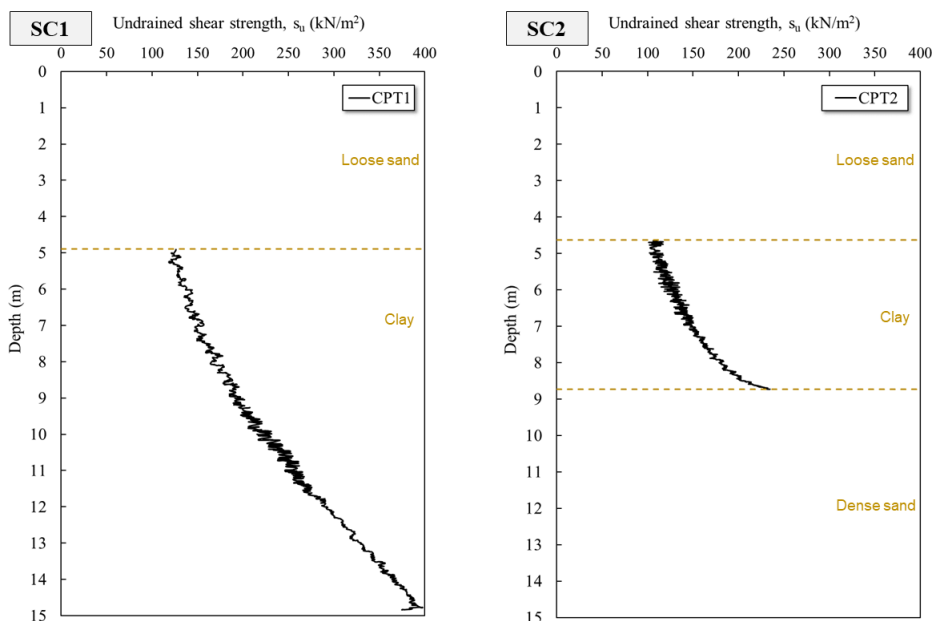 SC1
Undrained shear strength, su (kN/m²)
0 50 100 150 200 250 300 350 400
0
1
2
3
4
5
6
7
8
9
10
11
12
13
14
15
Depth (m)
CPT1
Loose sand
Clay
SC2
Undrained shear strength, su (kN/m²)
0 50 100 150 200 250 300 350 400
0
1
2
3
4
5
6
7
8
9
10
11
12
13
14
15
Depth (m)
CPT2
Loose sand
Clay
Dense sand